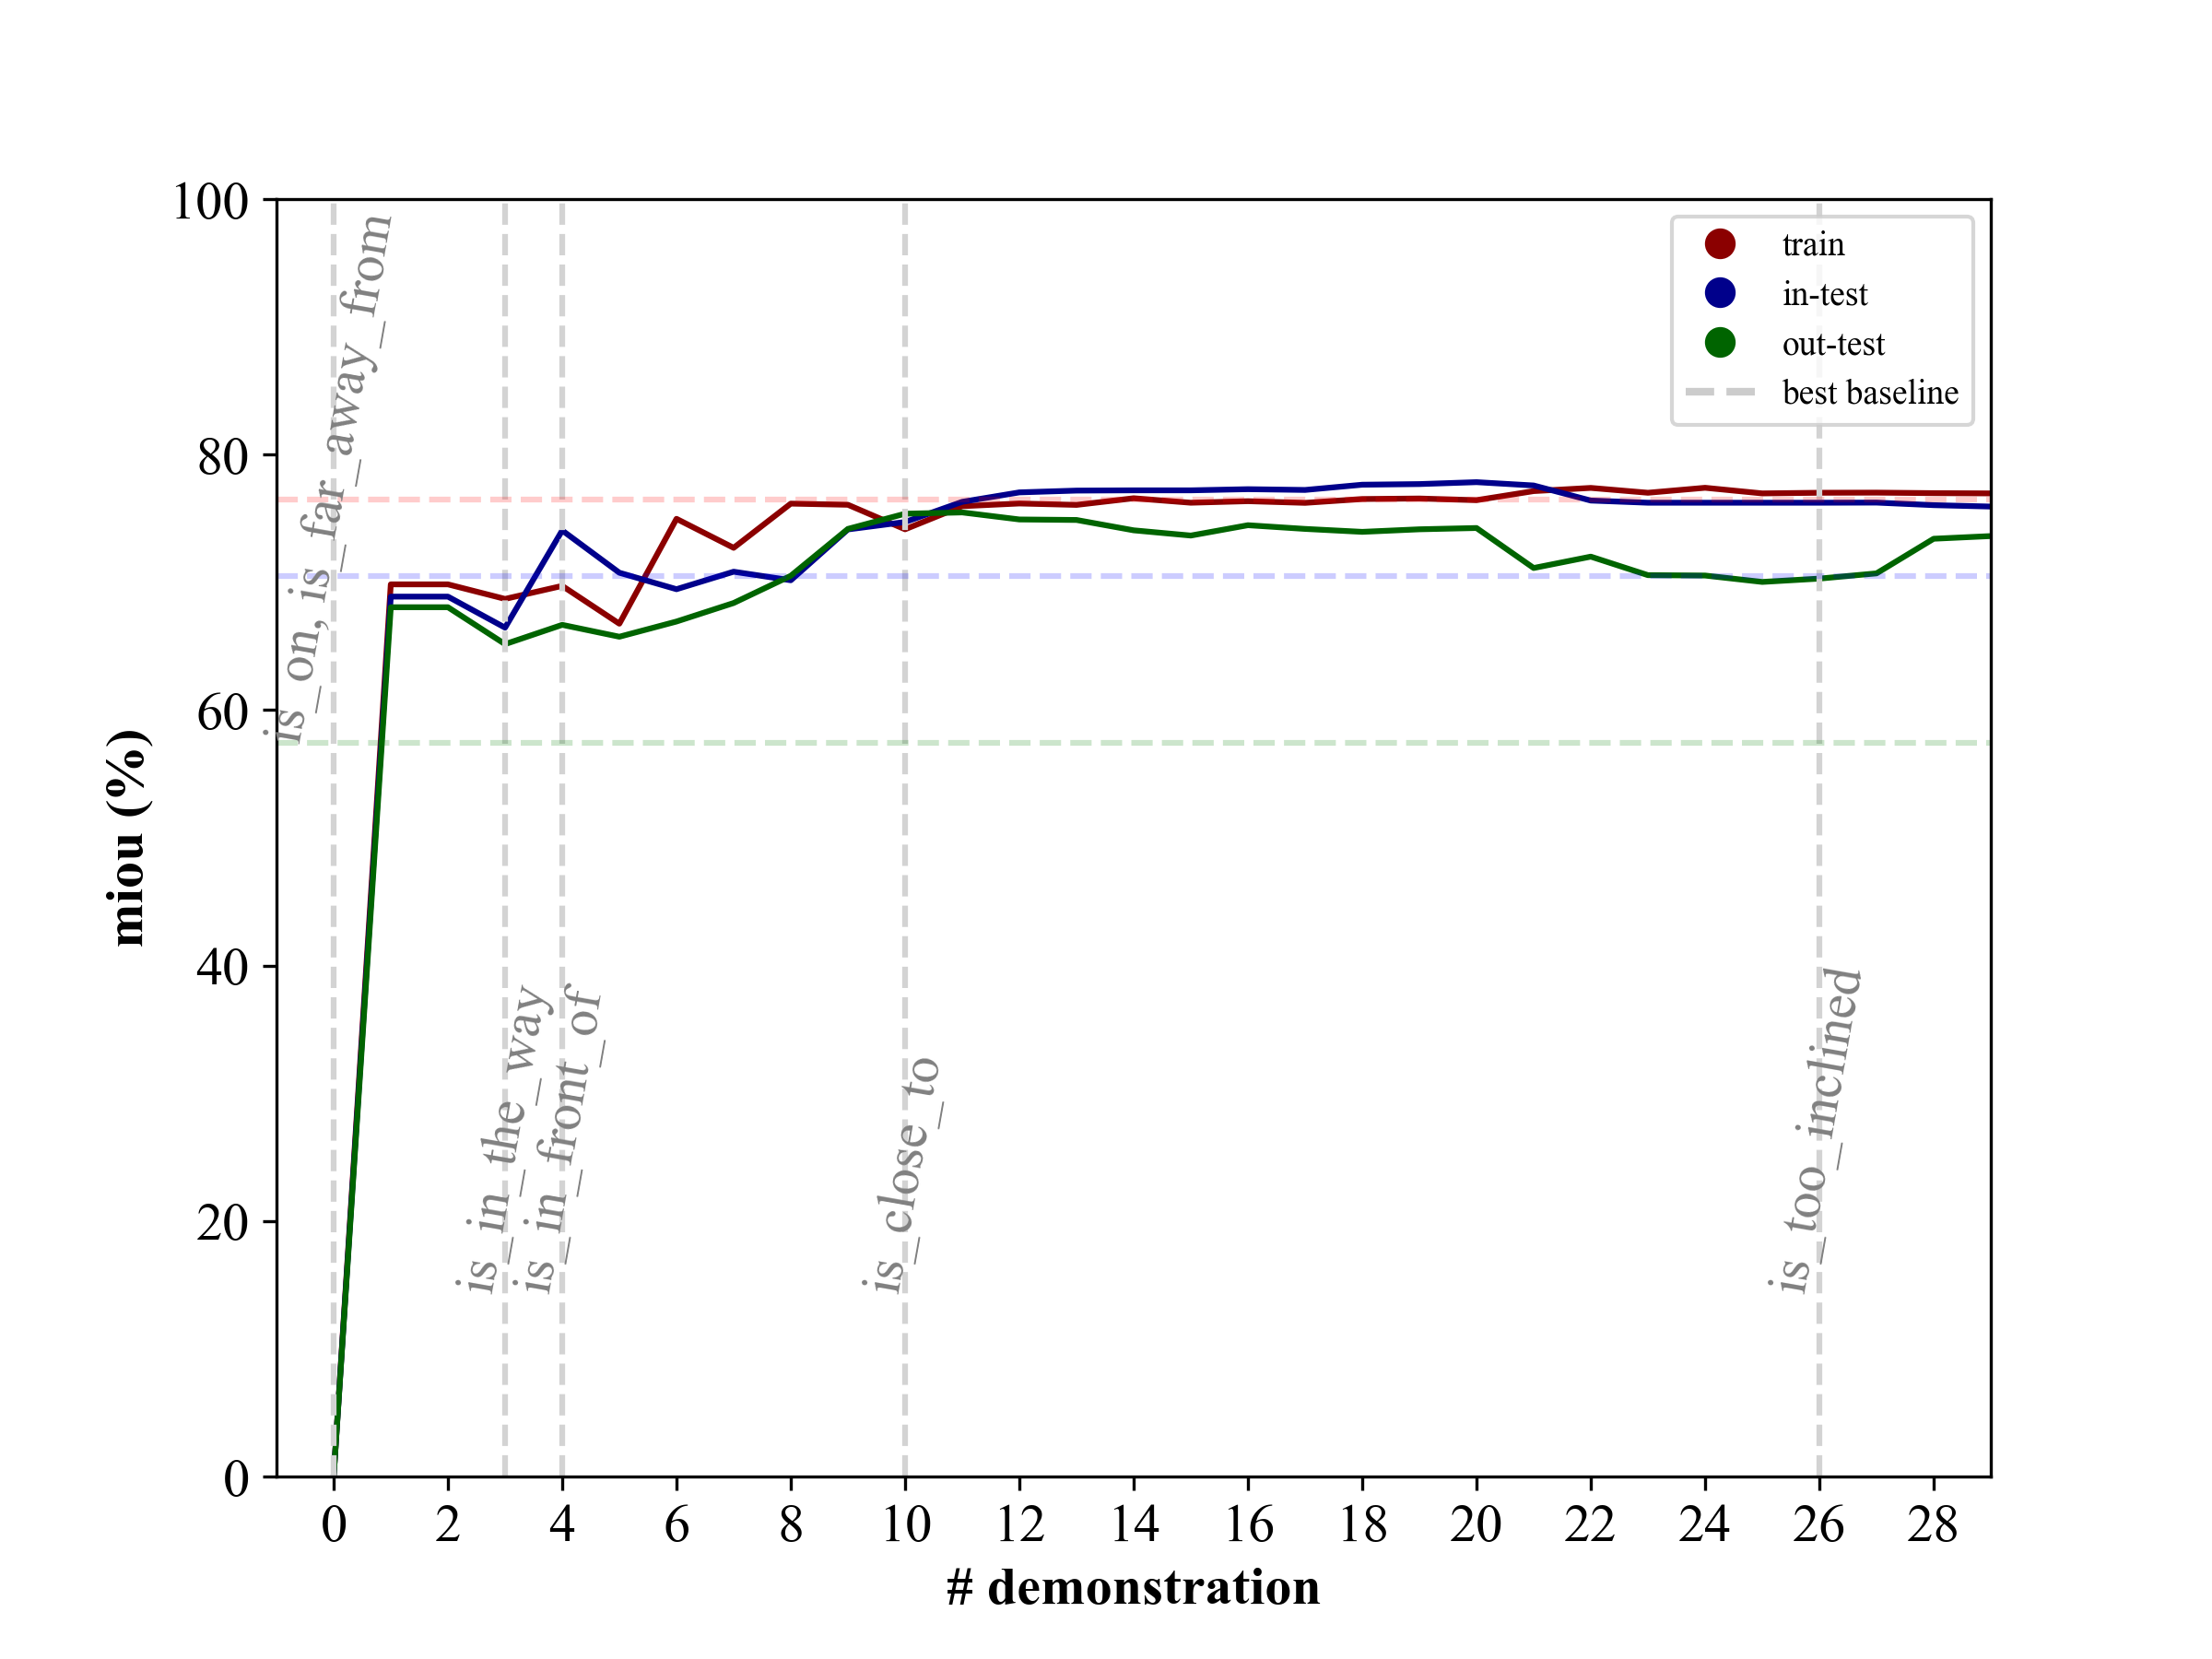 100
80
60
40
20
0
miou (%)
is_on, is_far_away_from
is_in_the_way
is_in_front_of
is_close_to
is_too_inclined
train
in-test
out-test
best baseline
0 2 4 6 8 10 12 14 16 18 20 22 24 26 28
# demonstration